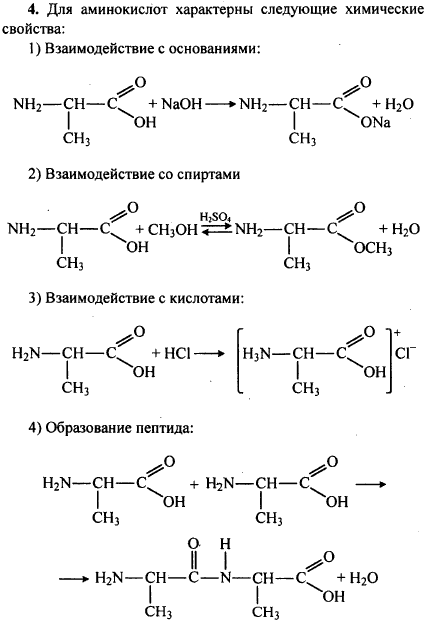 4. Для аминокислот характерны следующие химические
свойства:
1) Взаимодействие с основаниями:
NH₂—CH—C(=O)OH + NaOH ⟶ NH₂—CH—C(=O)ONa + H₂O
CH₃ CH₃
2) Взаимодействие со спиртами
NH₂—CH—C(=O)OH + CH₃OH ⇌ (H₂SO₄) NH₂—CH—C(=O)OCH₃ + H₂O
CH₃ CH₃
3) Взаимодействие с кислотами:
H₂N—CH—C(=O)OH + HCl ⟶ [H₃N—CH—C(=O)OH]⁺ Cl⁻
CH₃ CH₃
4) Образование пептида:
H₂N—CH—C(=O)OH + H₂N—CH—C(=O)OH ⟶
CH₃ CH₃
O H
⟶ H₂N—CH—C—N—CH—C(=O)OH + H₂O
CH₃ CH₃